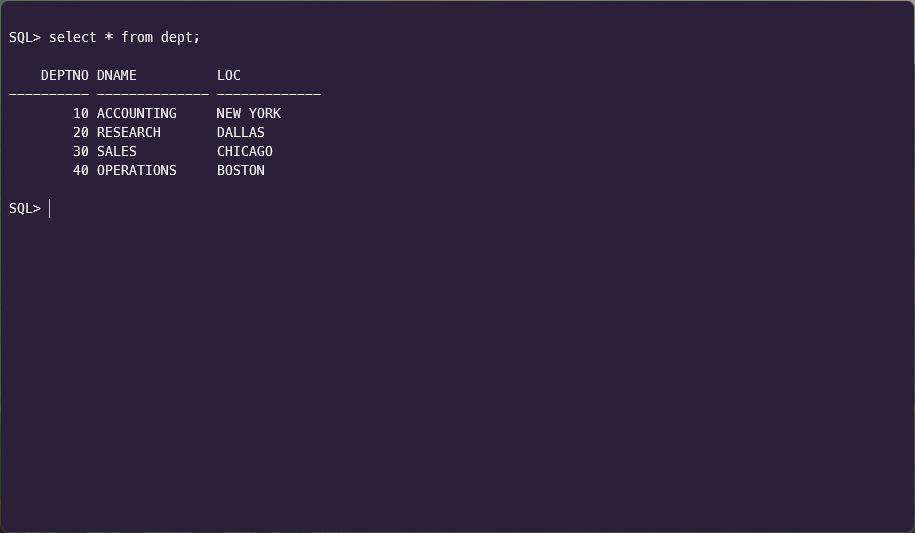 SQL> select * from dept;
    DEPTNO DNAME          LOC
---------- -------------- -------------
        10 ACCOUNTING     NEW YORK
        20 RESEARCH       DALLAS
        30 SALES          CHICAGO
        40 OPERATIONS     BOSTON
SQL>